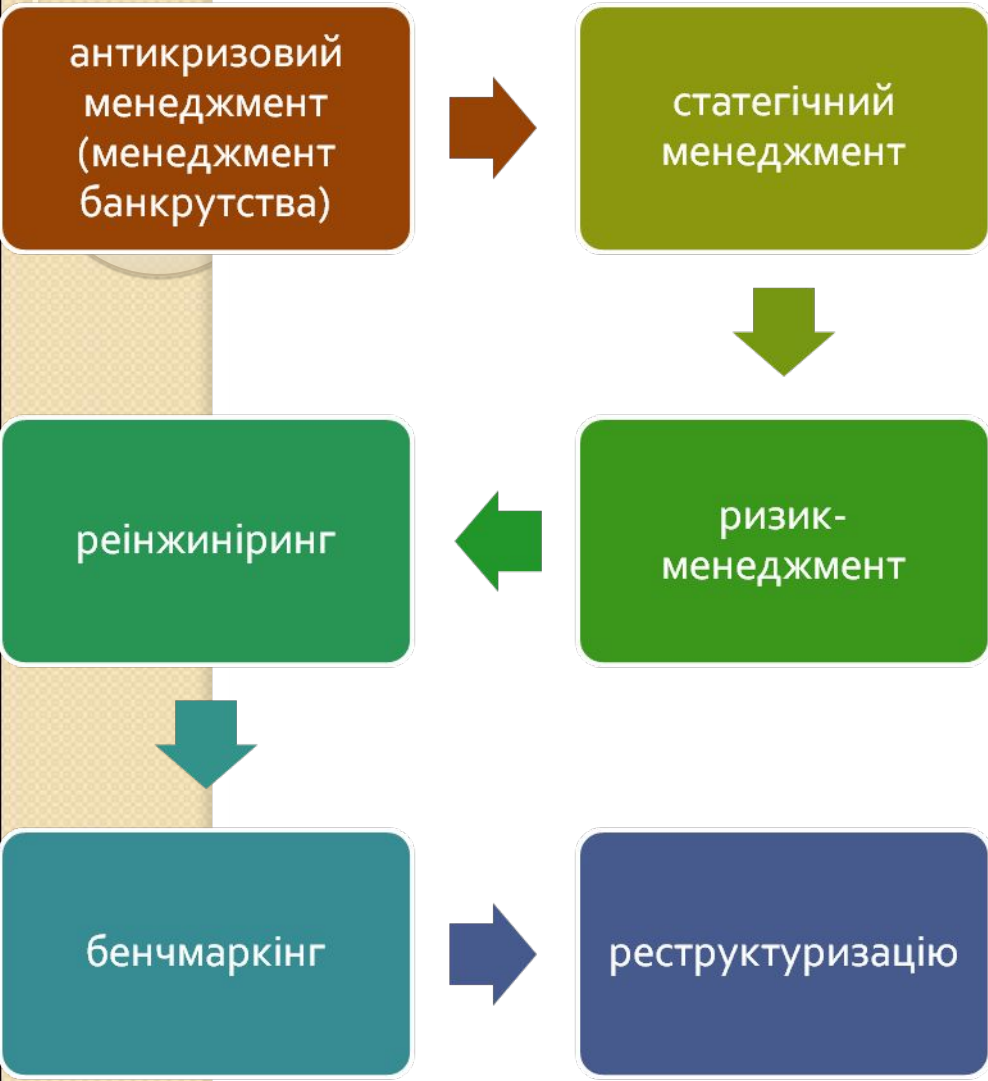 антикризовий
менеджмент
(менеджмент
банкрутства)
статегічний
менеджмент
ризик-
менеджмент
реінжиніринг
бенчмаркінг
реструктуризацію